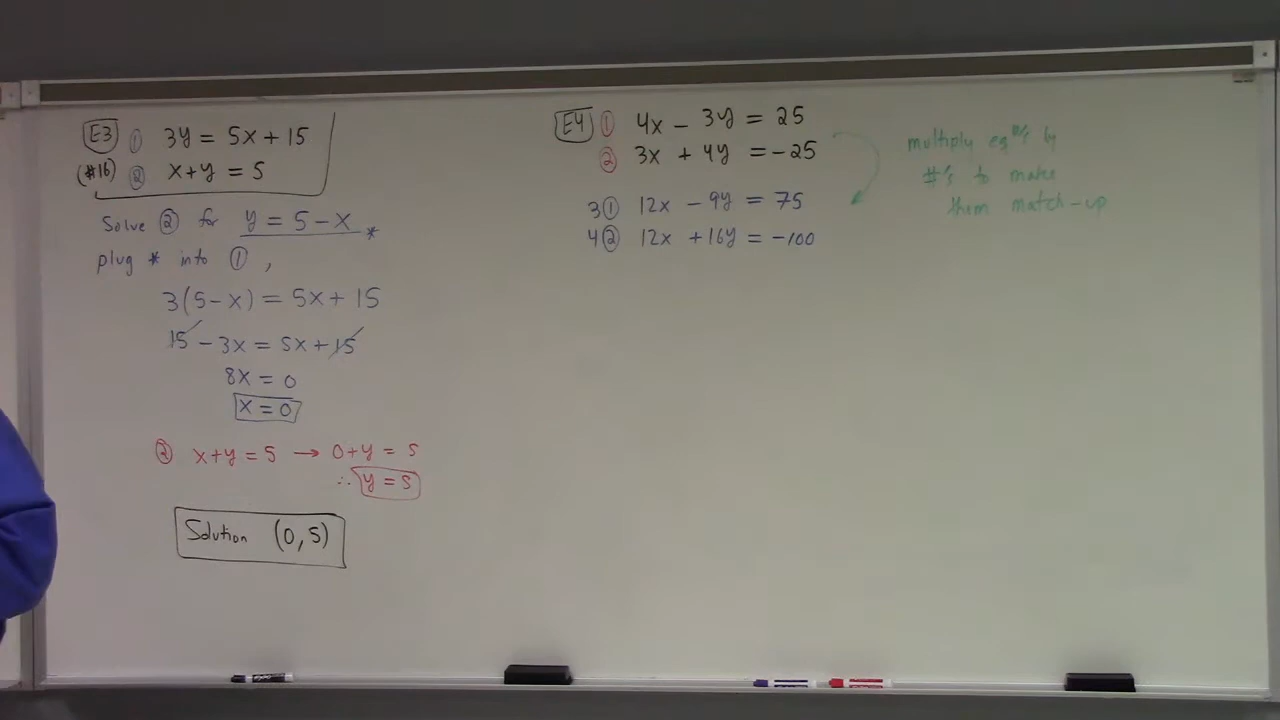 E3 ① 3y = 5x + 15
(#16) ② x + y = 5
Solve ② for y = 5 - x *
plug * into ① ,
3(5 - x) = 5x + 15
15 - 3x = 5x + 15
8x = 0
x = 0
② x + y = 5 → 0 + y = 5
∴ y = 5
Solution (0, 5)
E4 ① 4x - 3y = 25
② 3x + 4y = -25
3① 12x - 9y = 75
4② 12x + 16y = -100
multiply eqⁿ's by
#'s to make
them match-up